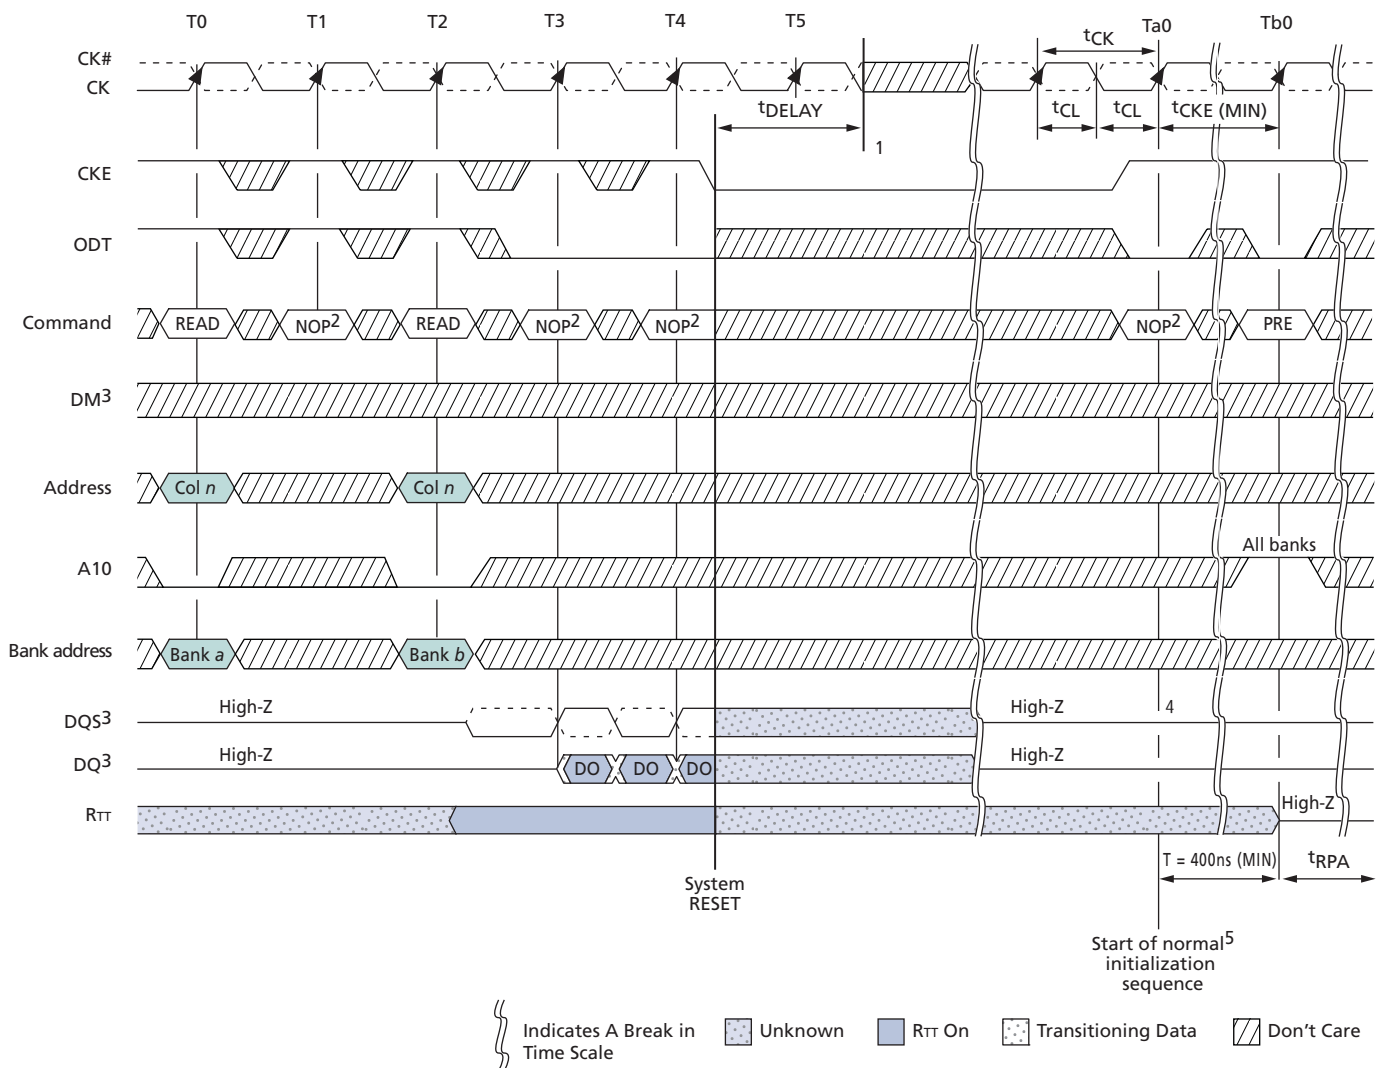 T0 T1 T2 T3 T4 T5 Ta0 Tb0
CK#
CK
tCK
tDELAY
tCL tCL tCKE (MIN)
1
CKE
ODT
Command READ NOP2 READ NOP2 NOP2 NOP2 PRE
DM3
Address Col n Col n
All banks
A10
Bank address Bank a Bank b
DQS3 High-Z High-Z 4
DQ3 High-Z DO DO DO High-Z
RTT High-Z
T = 400ns (MIN) tRPA
System
RESET
Start of normal5
initialization
sequence
Indicates A Break in
Time Scale
Unknown
RTT On
Transitioning Data
Don't Care